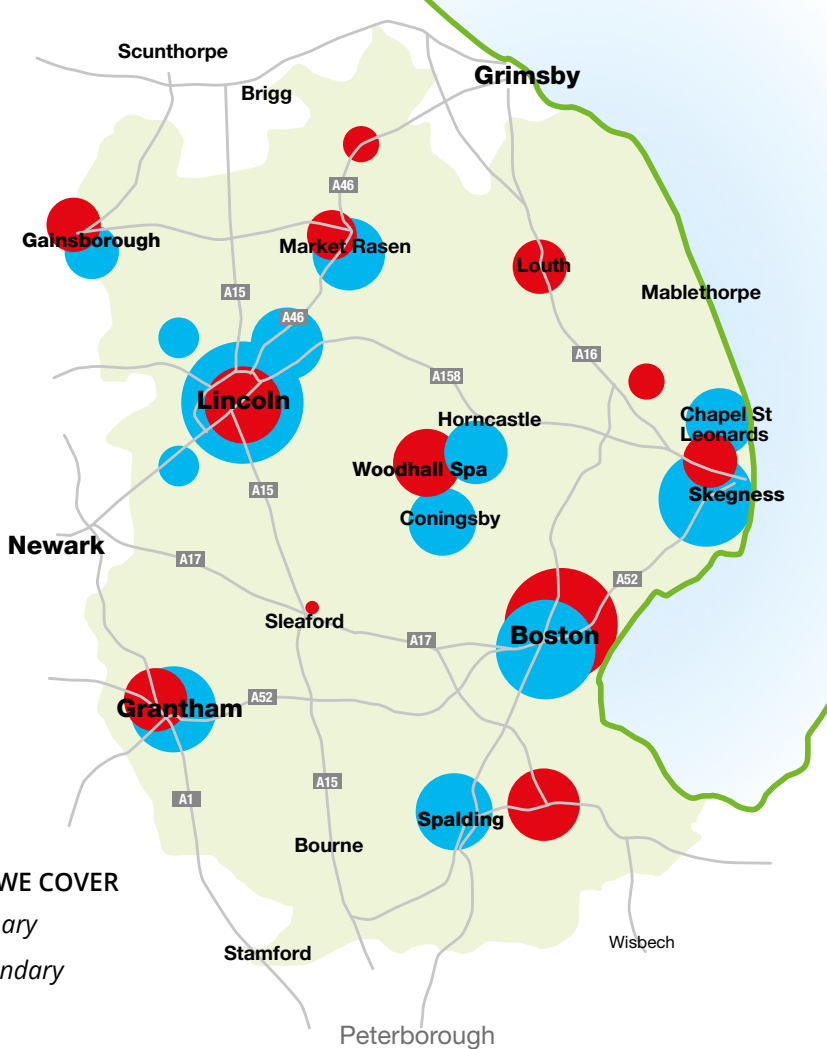 Scunthorpe
Grimsby
Brigg
A46
Gainsborough
Market Rasen
Louth
A15
Mablethorpe
A46
A16
A158
Lincoln
Chapel St
Leonards
Horncastle
Woodhall Spa
A15
Skegness
Coningsby
Newark
A17
A52
Sleaford
A17
Boston
A52
Grantham
A15
A1
Spalding
Bourne
WE COVER
ary
Wisbech
Stamford
ndary
Peterborough